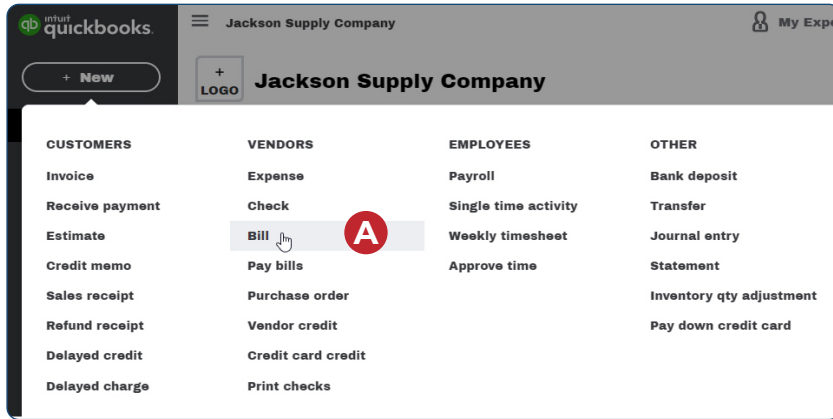 intuit
qb quickbooks.
Jackson Supply Company
My Expe
+ New
+
LOGO
Jackson Supply Company
CUSTOMERS
Invoice
Receive payment
Estimate
Credit memo
Sales receipt
Refund receipt
Delayed credit
Delayed charge
VENDORS
Expense
Check
Bill
A
Pay bills
Purchase order
Vendor credit
Credit card credit
Print checks
EMPLOYEES
Payroll
Single time activity
Weekly timesheet
Approve time
OTHER
Bank deposit
Transfer
Journal entry
Statement
Inventory qty adjustment
Pay down credit card